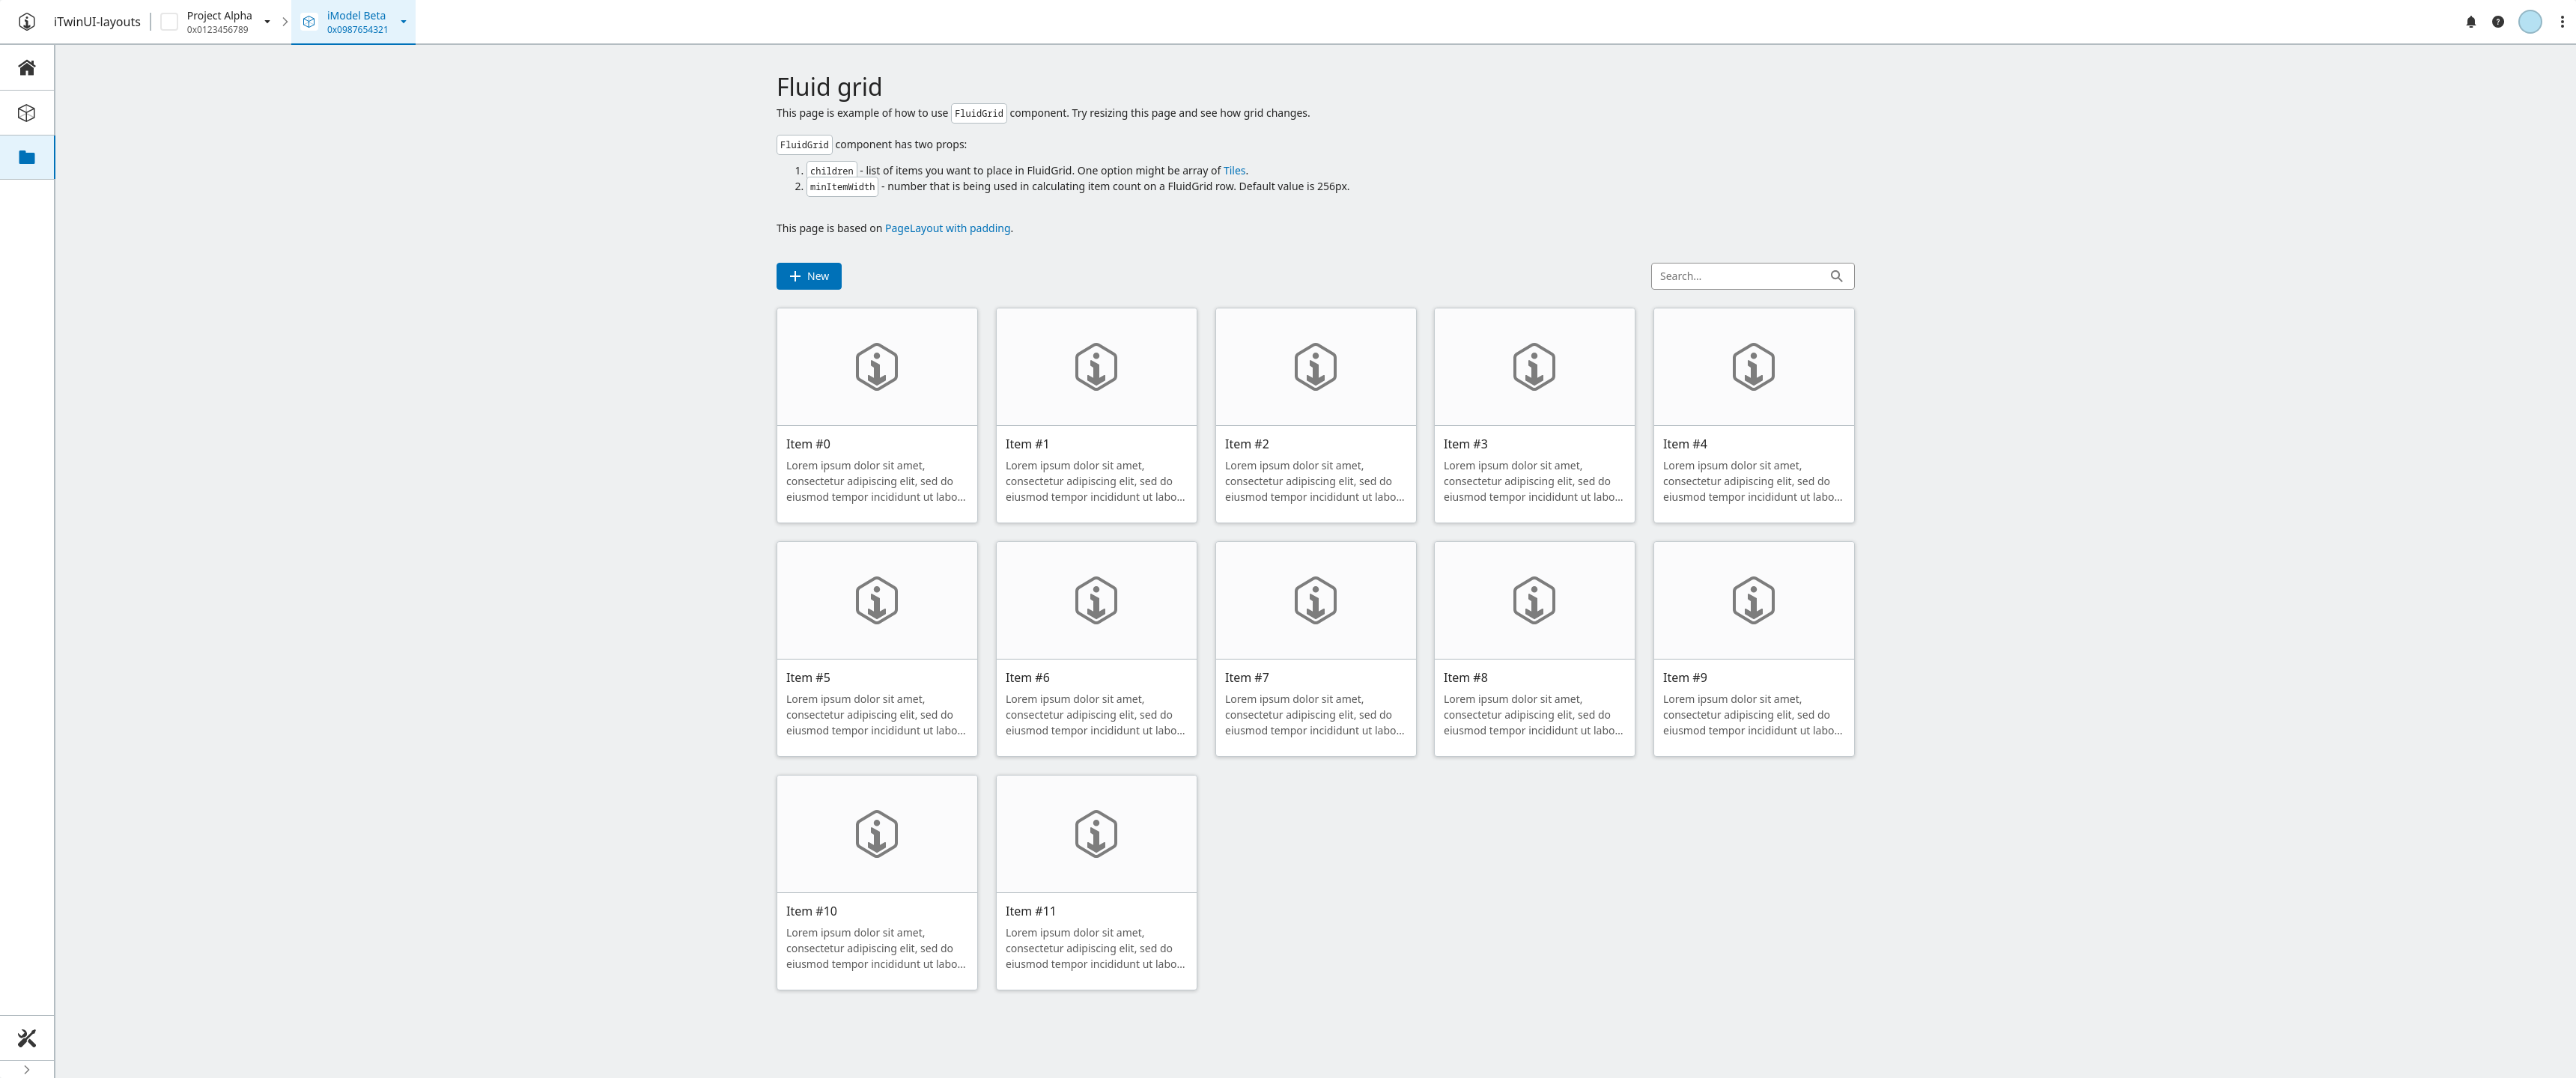 iTwinUI-layouts
Project Alpha
0x0123456789
iModel Beta
0x0987654321
Fluid grid
This page is example of how to use FluidGrid component. Try resizing this page and see how grid changes.
FluidGrid component has two props:
1. children - list of items you want to place in FluidGrid. One option might be array of Tiles.
2. minItemWidth - number that is being used in calculating item count on a FluidGrid row. Default value is 256px.
This page is based on PageLayout with padding.
New
Search...
Item #0
Lorem ipsum dolor sit amet,
consectetur adipiscing elit, sed do
eiusmod tempor incididunt ut labo...
Item #1
Lorem ipsum dolor sit amet,
consectetur adipiscing elit, sed do
eiusmod tempor incididunt ut labo...
Item #2
Lorem ipsum dolor sit amet,
consectetur adipiscing elit, sed do
eiusmod tempor incididunt ut labo...
Item #3
Lorem ipsum dolor sit amet,
consectetur adipiscing elit, sed do
eiusmod tempor incididunt ut labo...
Item #4
Lorem ipsum dolor sit amet,
consectetur adipiscing elit, sed do
eiusmod tempor incididunt ut labo...
Item #5
Lorem ipsum dolor sit amet,
consectetur adipiscing elit, sed do
eiusmod tempor incididunt ut labo...
Item #6
Lorem ipsum dolor sit amet,
consectetur adipiscing elit, sed do
eiusmod tempor incididunt ut labo...
Item #7
Lorem ipsum dolor sit amet,
consectetur adipiscing elit, sed do
eiusmod tempor incididunt ut labo...
Item #8
Lorem ipsum dolor sit amet,
consectetur adipiscing elit, sed do
eiusmod tempor incididunt ut labo...
Item #9
Lorem ipsum dolor sit amet,
consectetur adipiscing elit, sed do
eiusmod tempor incididunt ut labo...
Item #10
Lorem ipsum dolor sit amet,
consectetur adipiscing elit, sed do
eiusmod tempor incididunt ut labo...
Item #11
Lorem ipsum dolor sit amet,
consectetur adipiscing elit, sed do
eiusmod tempor incididunt ut labo...